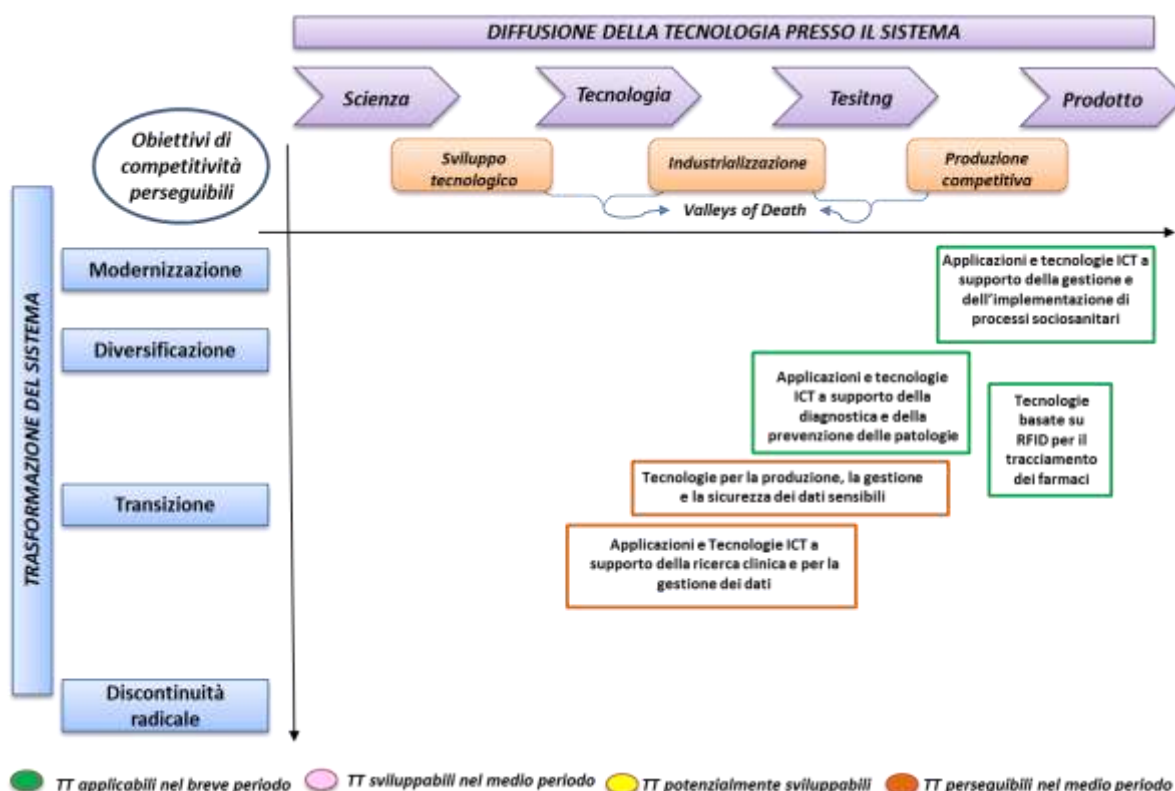 DIFFUSIONE DELLA TECNOLOGIA PRESSO IL SISTEMA
Scienza
Tecnologia
Tesitng
Prodotto
Obiettivi di
competitività
perseguibili
Sviluppo
tecnologico
Industrializzazione
Produzione
competitiva
Valleys of Death
TRASFORMAZIONE DEL SISTEMA
Modernizzazione
Applicazioni e tecnologie ICT a
supporto della gestione e
dell'implementazione di
processi sociosanitari
Diversificazione
Applicazioni e tecnologie
ICT a supporto della
diagnostica e della
prevenzione delle patologie
Tecnologie
basate su
RFID per il
tracciamento
dei farmaci
Transizione
Tecnologie per la produzione, la gestione
e la sicurezza dei dati sensibili
Applicazioni e Tecnologie ICT a
supporto della ricerca clinica e per la
gestione dei dati
Discontinuità
radicale
TT applicabili nel breve periodo
TT sviluppabili nel medio periodo
TT potenzialmente sviluppabili
TT perseguibili nel medio periodo